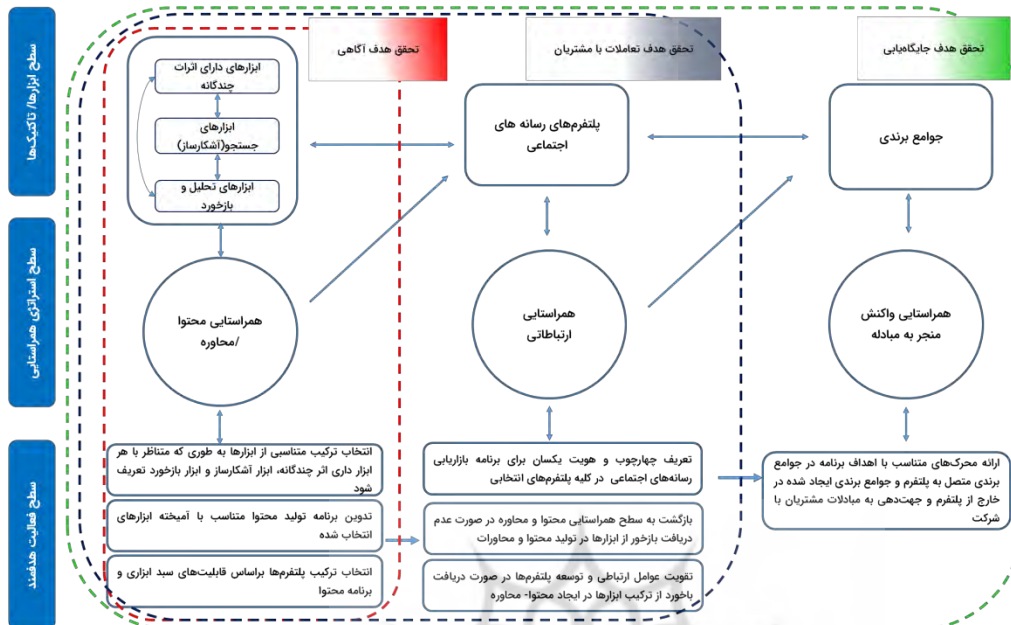 سطح ابزارها/ تاکتیک‌ها
سطح استراتژی همراستایی
سطح فعالیت هدفمند
تحقق هدف آگاهی
تحقق هدف تعاملات با مشتریان
تحقق هدف جایگاه‌یابی
ابزارهای دارای اثرات
چندگانه
ابزارهای
جستجو(آشکارساز)
ابزارهای تحلیل و
بازخورد
پلتفرم‌های رسانه های
اجتماعی
جوامع برندی
همراستایی محتوا
/محاوره
همراستایی
ارتباطاتی
همراستایی واکنش
منجر به مبادله
انتخاب ترکیب متناسبی از ابزارها به طوری که متناظر با هر
ابزار داری اثر چندگانه، ابزار آشکارساز و ابزار بازخورد تعریف
شود
تدوین برنامه تولید محتوا متناسب با آمیخته ابزارهای
انتخاب شده
انتخاب ترکیب پلتفرم‌ها براساس قابلیت‌های سبد ابزاری و
برنامه محتوا
تعریف چهارچوب و هویت یکسان برای برنامه بازاریابی
رسانه‌های اجتماعی در کلیه پلتفرم‌های انتخابی
بازگشت به سطح همراستایی محتوا و محاوره در صورت عدم
دریافت بازخور از ابزارها در تولید محتوا و محاورات
تقویت عوامل ارتباطی و توسعه پلتفرم‌ها در صورت دریافت
باخورد از ترکیب ابزارها در ایجاد محتوا- محاوره
ارائه محرک‌های متناسب با اهداف برنامه در جوامع
برندی متصل به پلتفرم و جوامع برندی ایجاد شده در
خارج از پلتفرم و جهت‌دهی به مبادلات مشتریان با
شرکت